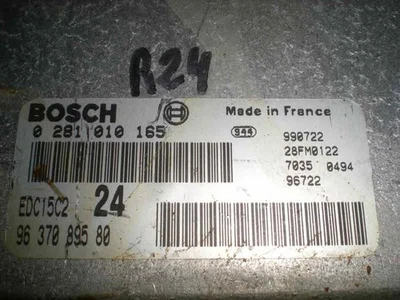 R24
BOSCH
Made in France
0 281 010 165
944
990722
28FM0122
7035 0494
96722
EDC15C2 24
96 370 895 80